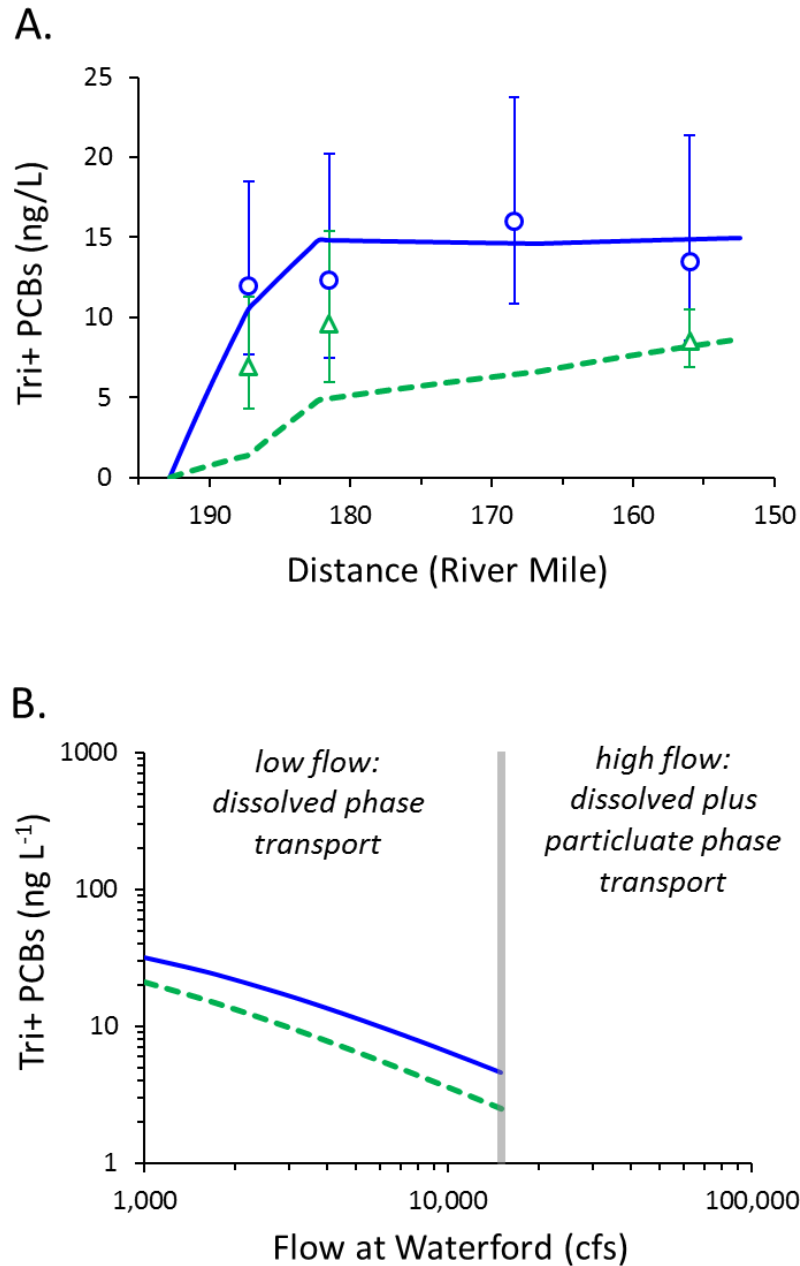 A.
25
20
15
10
5
0
Tri+ PCBs (ng/L)
190
180
170
160
150
Distance (River Mile)
B.
1000
100
10
1
Tri+ PCBs (ng L-1)
low flow:
dissolved phase
transport
high flow:
dissolved plus
particluate phase
transport
1,000
10,000
100,000
Flow at Waterford (cfs)